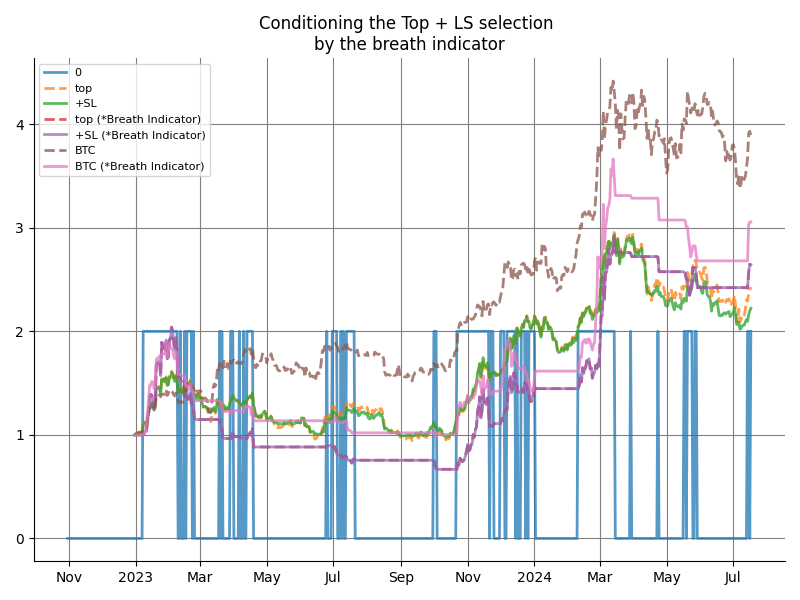 Conditioning the Top + LS selection
by the breath indicator
0
top
+SL
top (*Breath Indicator)
+SL (*Breath Indicator)
BTC
BTC (*Breath Indicator)
4
3
2
1
0
Nov
2023
Mar
May
Jul
Sep
Nov
2024
Mar
May
Jul